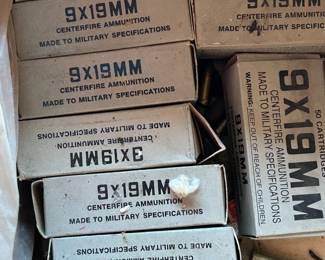 CENTERFIRE AMMUNITION
MADE TO MILITARY SPECIFICATIONS
4
9X19MM
CENTERFIRE AMMUNITION
MADE TO MILITARY SPECIFICATIONS
9X19MM
CENTERFIRE AMMUNITION
MADE TO MILITARY SPECIFICATIONS
MADE TO MILITARY SPECIFICATIONS
CENTERFIRE AMMUNITION
9X19MM
9X19MM
CENTERFIRE AMMUNITION
MADE TO MILITARY SPECIFICATIONS
MADE TO MILITARY SPECIFICATIONS
50 CARTRIDGES
9X19MM
CENTERFIRE AMMUNITION
MADE TO MILITARY SPECIFICATIONS
WARNING: KEEP OUT OF REACH OF CHILDREN.